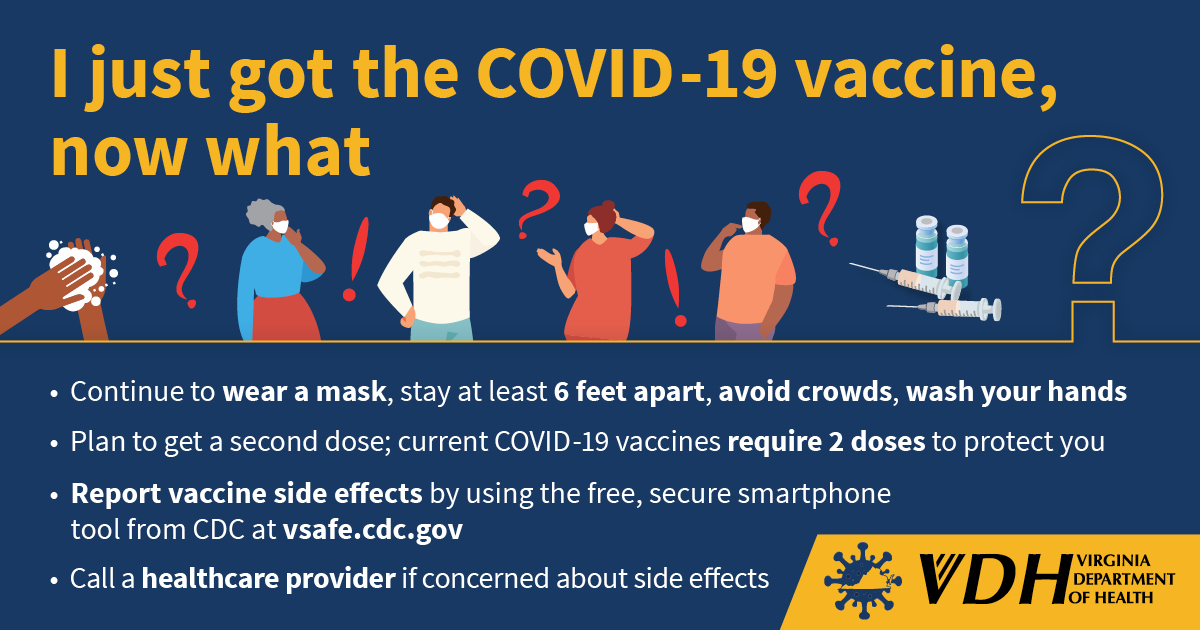 I just got the COVID-19 vaccine,
now what
?
? ! ? ! ?
• Continue to wear a mask, stay at least 6 feet apart, avoid crowds, wash your hands
• Plan to get a second dose; current COVID-19 vaccines require 2 doses to protect you
• Report vaccine side effects by using the free, secure smartphone
tool from CDC at vsafe.cdc.gov
• Call a healthcare provider if concerned about side effects
VDH
VIRGINIA
DEPARTMENT
OF HEALTH